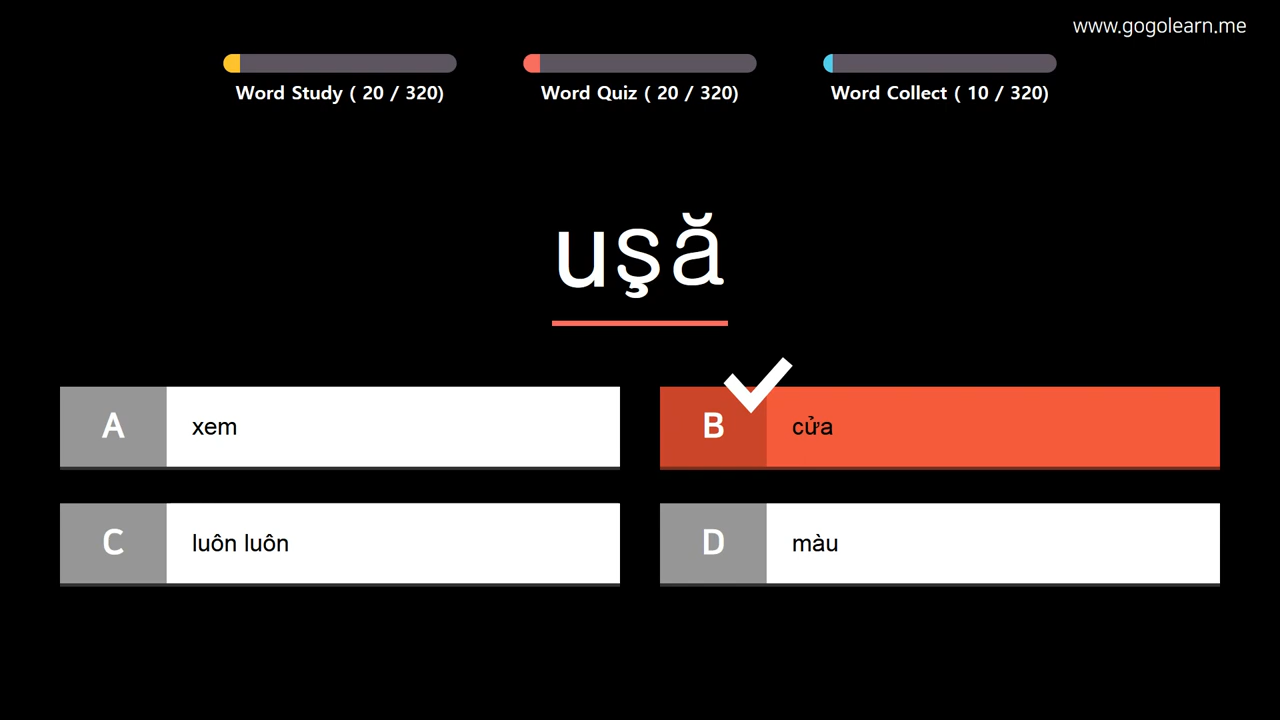 www.gogolearn.me
Word Study ( 20 / 320)
Word Quiz ( 20 / 320)
Word Collect ( 10 / 320)
uşă
A
xem
B
cửa
C
luôn luôn
D
màu